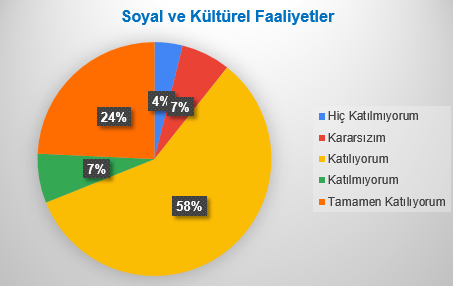 Soyal ve Kültürel Faaliyetler
4%
7%
24%
7%
58%
Hiç Katılmıyorum
Kararsızım
Katılıyorum
Katılmıyorum
Tamamen Katılıyorum